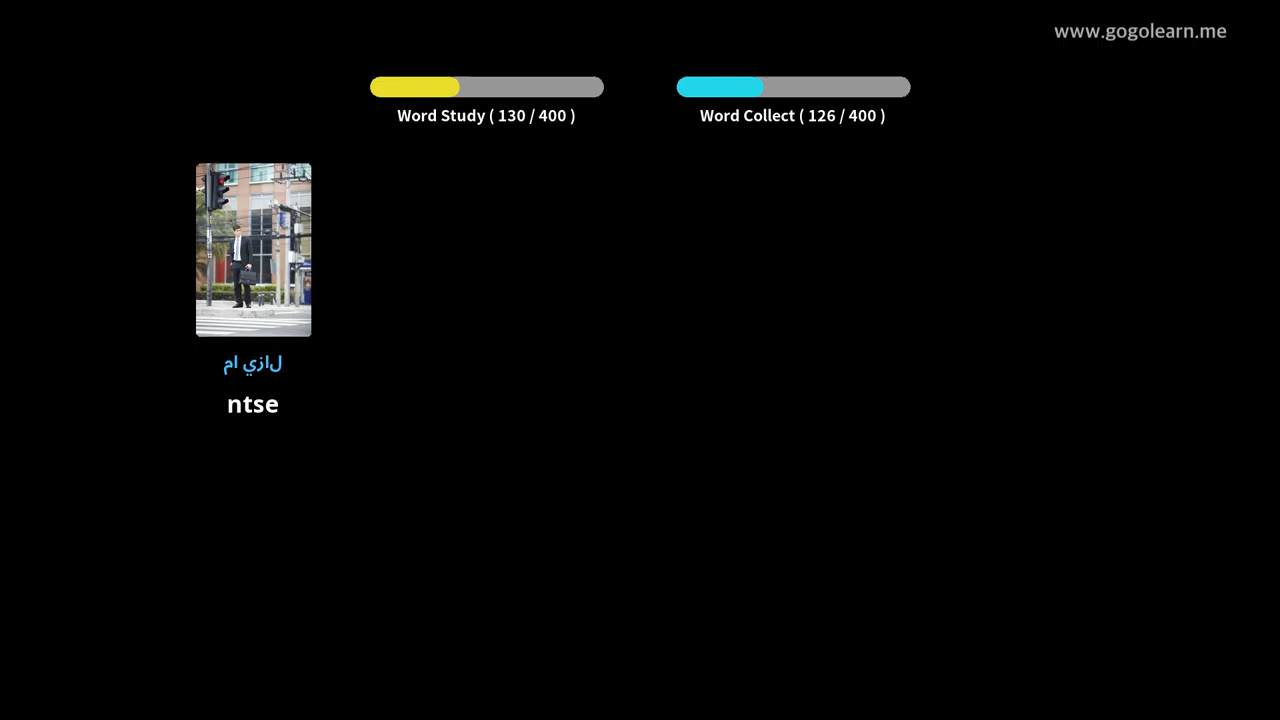 www.gogolearn.me
Word Study ( 130 / 400 )
Word Collect ( 126 / 400 )
لازي ام
ntse